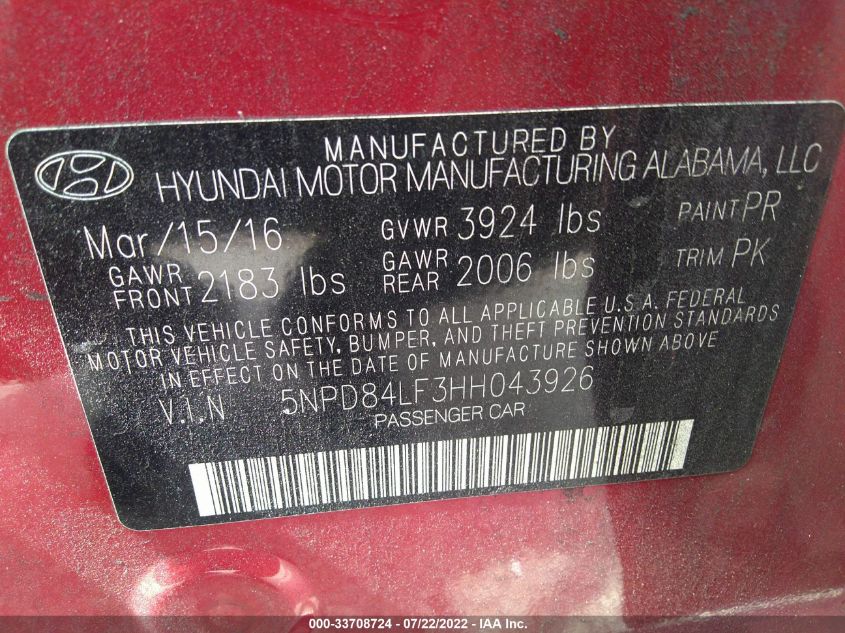 MANUFACTURED BY
HYUNDAI MOTOR MANUFACTURING ALABAMA, LLC
Mar/15/16 GVWR 3924 lbs PAINT PR
GAWR FRONT 2183 lbs GAWR REAR 2006 lbs TRIM PK
THIS VEHICLE CONFORMS TO ALL APPLICABLE U.S.A. FEDERAL
MOTOR VEHICLE SAFETY, BUMPER, AND THEFT PREVENTION STANDARDS
IN EFFECT ON THE DATE OF MANUFACTURE SHOWN ABOVE
V.I.N 5NPD84LF3HH043926
PASSENGER CAR
000-33708724 - 07/22/2022 - IAA Inc.